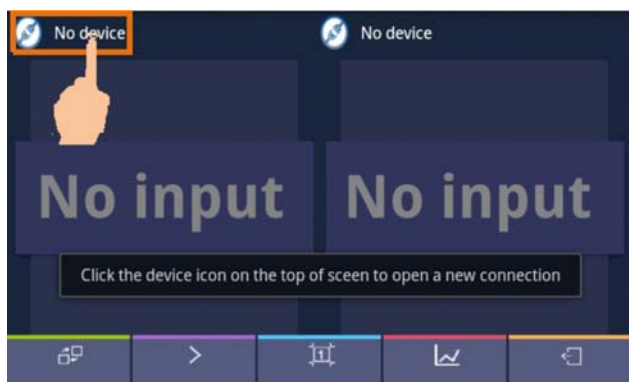 No device
No device
No input
No input
Click the device icon on the top of sceen to open a new connection
1